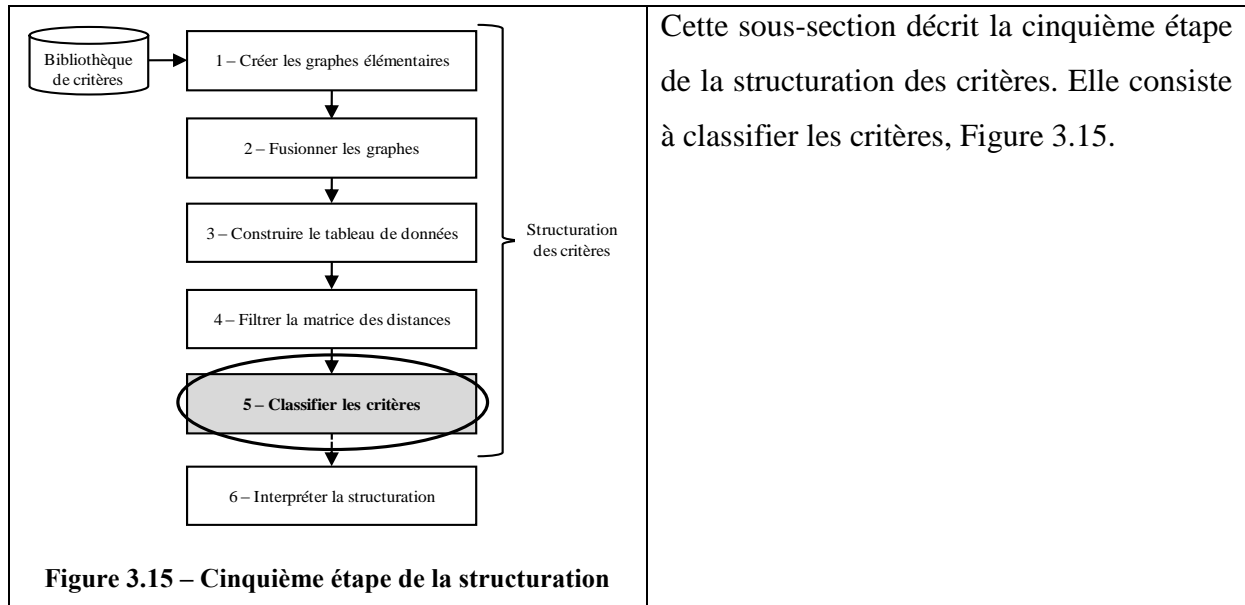 Bibliothèque
de critères
1 – Créer les graphes élémentaires
2 – Fusionner les graphes
3 – Construire le tableau de données
4 – Filtrer la matrice des distances
5 – Classifier les critères
6 – Interpréter la structuration
Structuration
des critères
Figure 3.15 – Cinquième étape de la structuration
Cette sous-section décrit la cinquième étape
de la structuration des critères. Elle consiste
à classifier les critères, Figure 3.15.